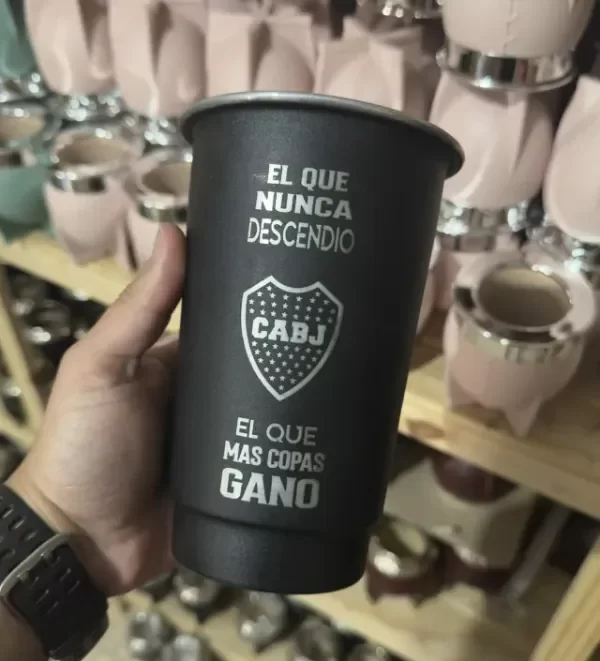 EL QUE
NUNCA
DESCENDIO
CABJ
EL QUE
MAS COPAS
GANO